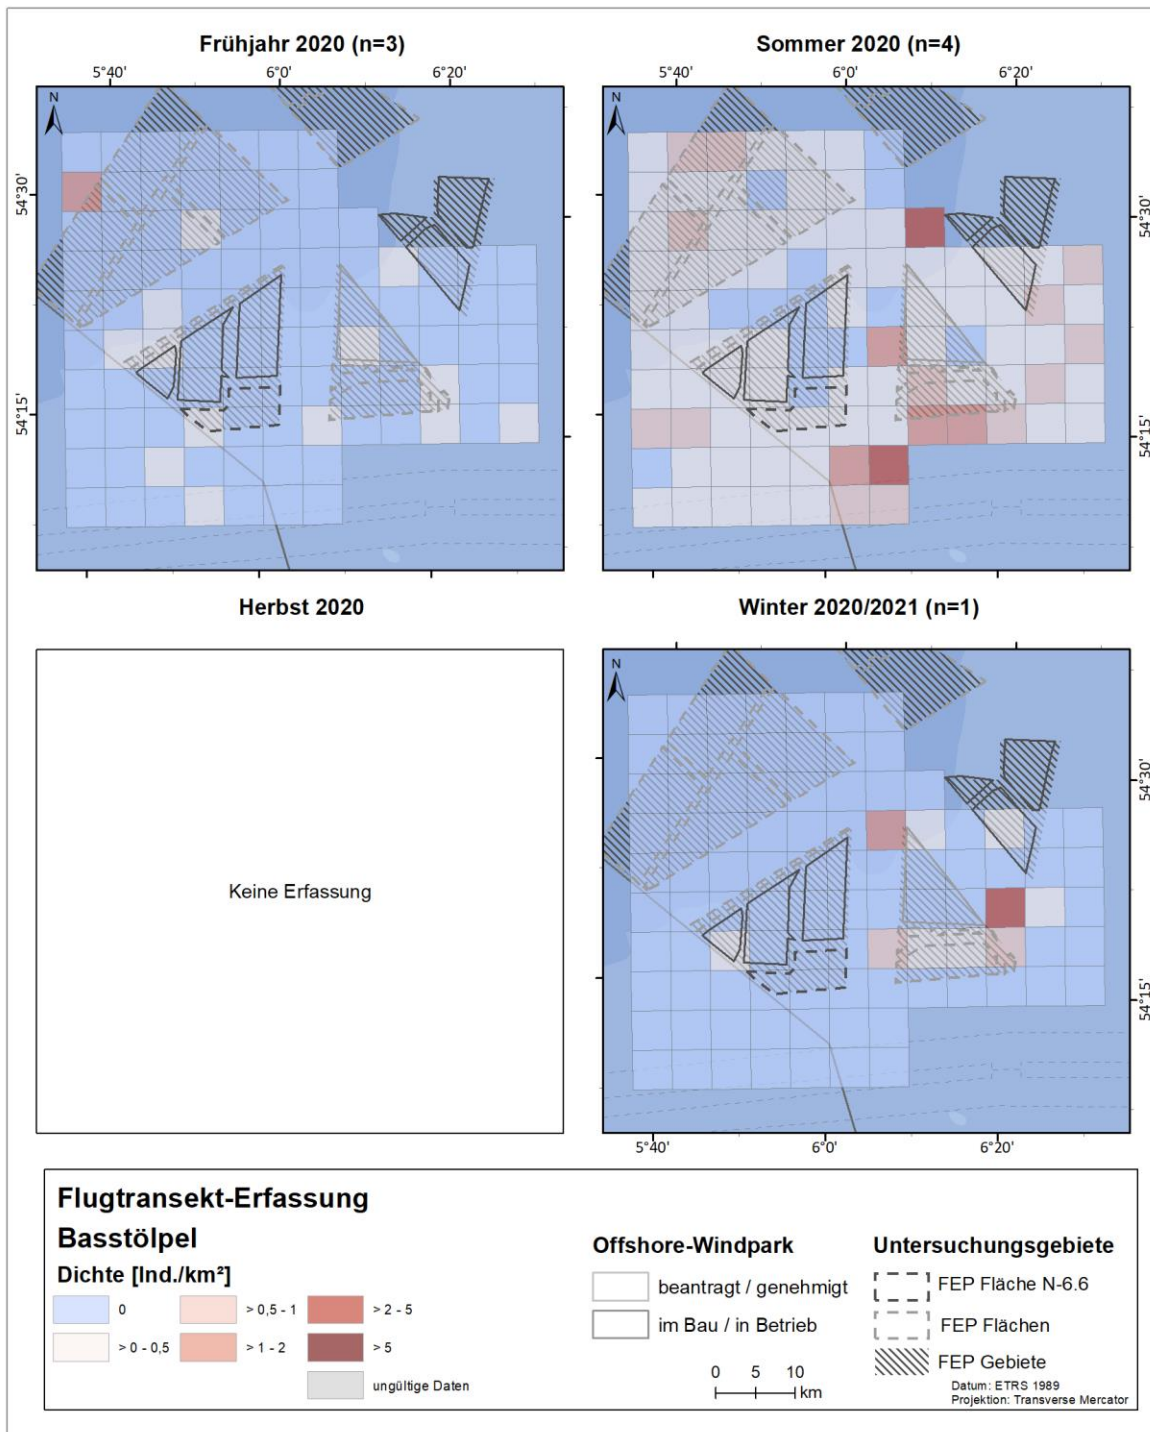 Frühjahr 2020 (n=3)
Sommer 2020 (n=4)
5°40' 6°0' 6°20'
5°40' 6°0' 6°20'
N
N
54°30'
54°30'
54°15'
54°15'
Herbst 2020
Winter 2020/2021 (n=1)
N
54°30'
Keine Erfassung
54°15'
5°40' 6°0' 6°20'
Flugtransekt-Erfassung
Basstölpel
Dichte [Ind./km²]
0
> 0 - 0,5
> 0,5 - 1
> 1 - 2
> 2 - 5
> 5
ungültige Daten
Offshore-Windpark
beantragt / genehmigt
im Bau / in Betrieb
0 5 10
km
Untersuchungsgebiete
FEP Fläche N-6.6
FEP Flächen
FEP Gebiete
Datum: ETRS 1989
Projektion: Transverse Mercator